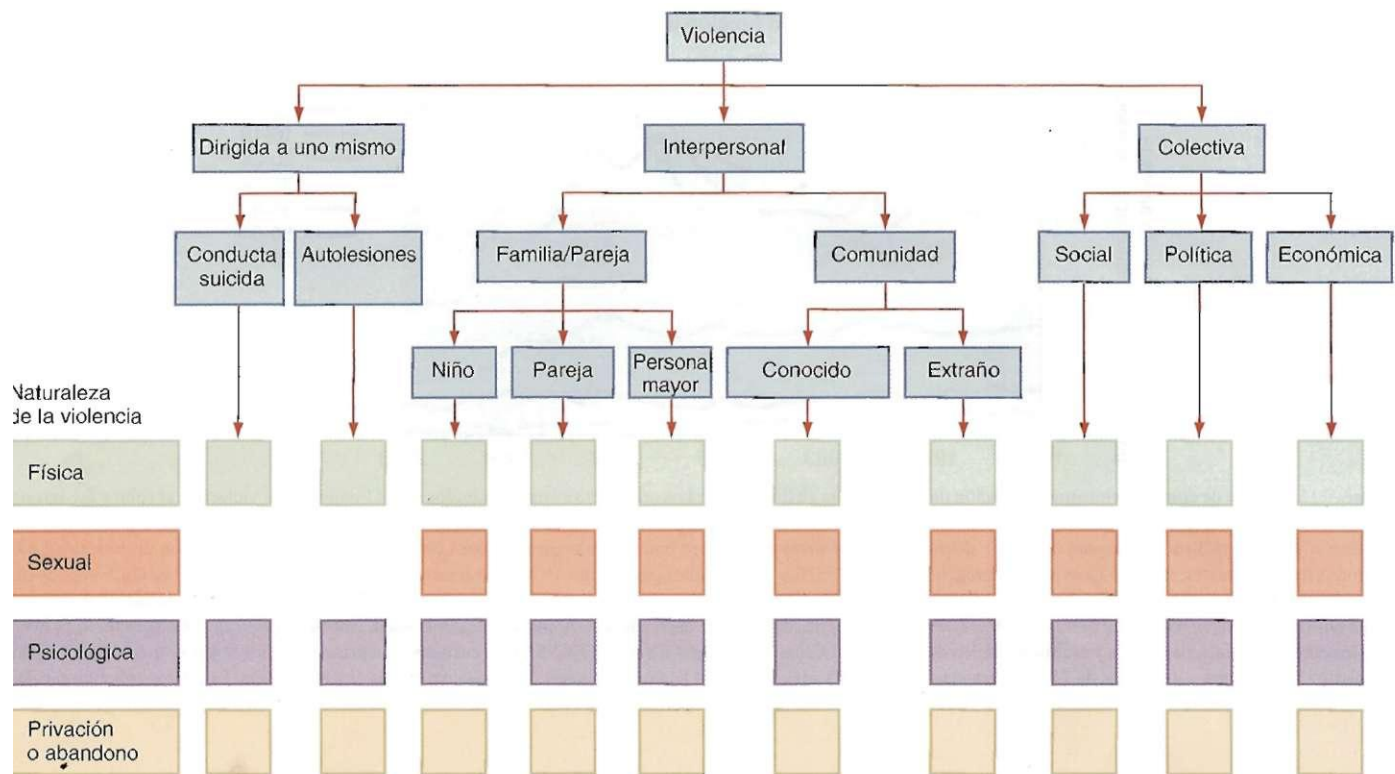 Violencia
Dirigida a uno mismo
Interpersonal
Colectiva
Conducta
suicida
Autolesiones
Familia/Pareja
Comunidad
Social
Política
Económica
Niño
Pareja
Personal
mayor
Conocido
Extraño
Naturaleza
de la violencia
Física
Sexual
Psicológica
Privación
o abandono